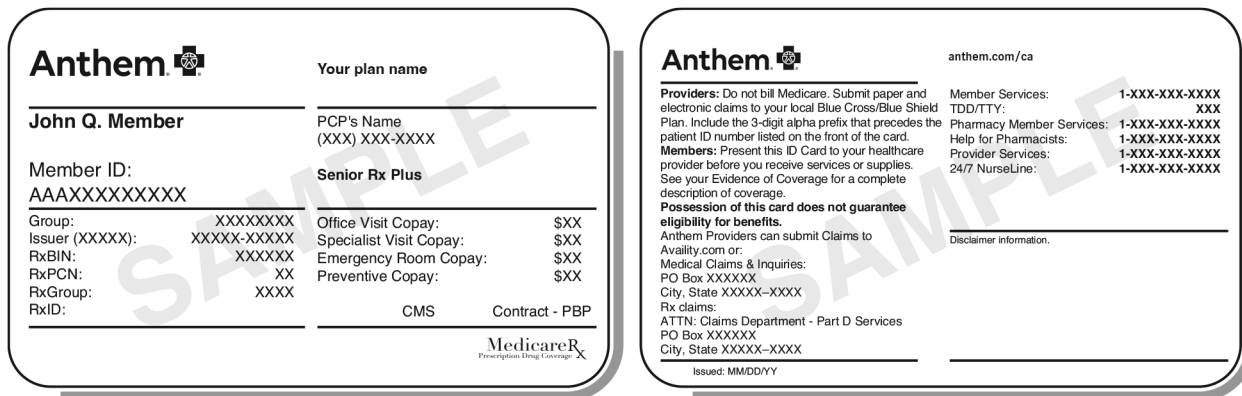 Anthem
Your plan name
John Q. Member
PCP's Name
(XXX) XXX-XXXX
Member ID:
AAAXXXXXXXXX
Senior Rx Plus
Group: XXXXXXXX
Issuer (XXXXX): XXXXX-XXXXX
RxBIN: XXXXXX
RxPCN: XX
RxGroup: XXXX
RxID:
Office Visit Copay: $XX
Specialist Visit Copay: $XX
Emergency Room Copay: $XX
Preventive Copay: $XX
CMS Contract - PBP
MedicareRx
Prescription Drug Coverage
SAMPLE
Anthem
anthem.com/ca
Providers: Do not bill Medicare. Submit paper and
electronic claims to your local Blue Cross/Blue Shield
Plan. Include the 3-digit alpha prefix that precedes the
patient ID number listed on the front of the card.
Members: Present this ID Card to your healthcare
provider before you receive services or supplies.
See your Evidence of Coverage for a complete
description of coverage.
Possession of this card does not guarantee
eligibility for benefits.
Anthem Providers can submit Claims to
Availity.com or:
Medical Claims & Inquiries:
PO Box XXXXXX
City, State XXXXX–XXXX
Rx claims:
ATTN: Claims Department - Part D Services
PO Box XXXXXX
City, State XXXXX–XXXX
Issued: MM/DD/YY
Member Services: 1-XXX-XXX-XXXX
TDD/TTY: XXX
Pharmacy Member Services: 1-XXX-XXX-XXXX
Help for Pharmacists: 1-XXX-XXX-XXXX
Provider Services: 1-XXX-XXX-XXXX
24/7 NurseLine: 1-XXX-XXX-XXXX
Disclaimer information.
SAMPLE